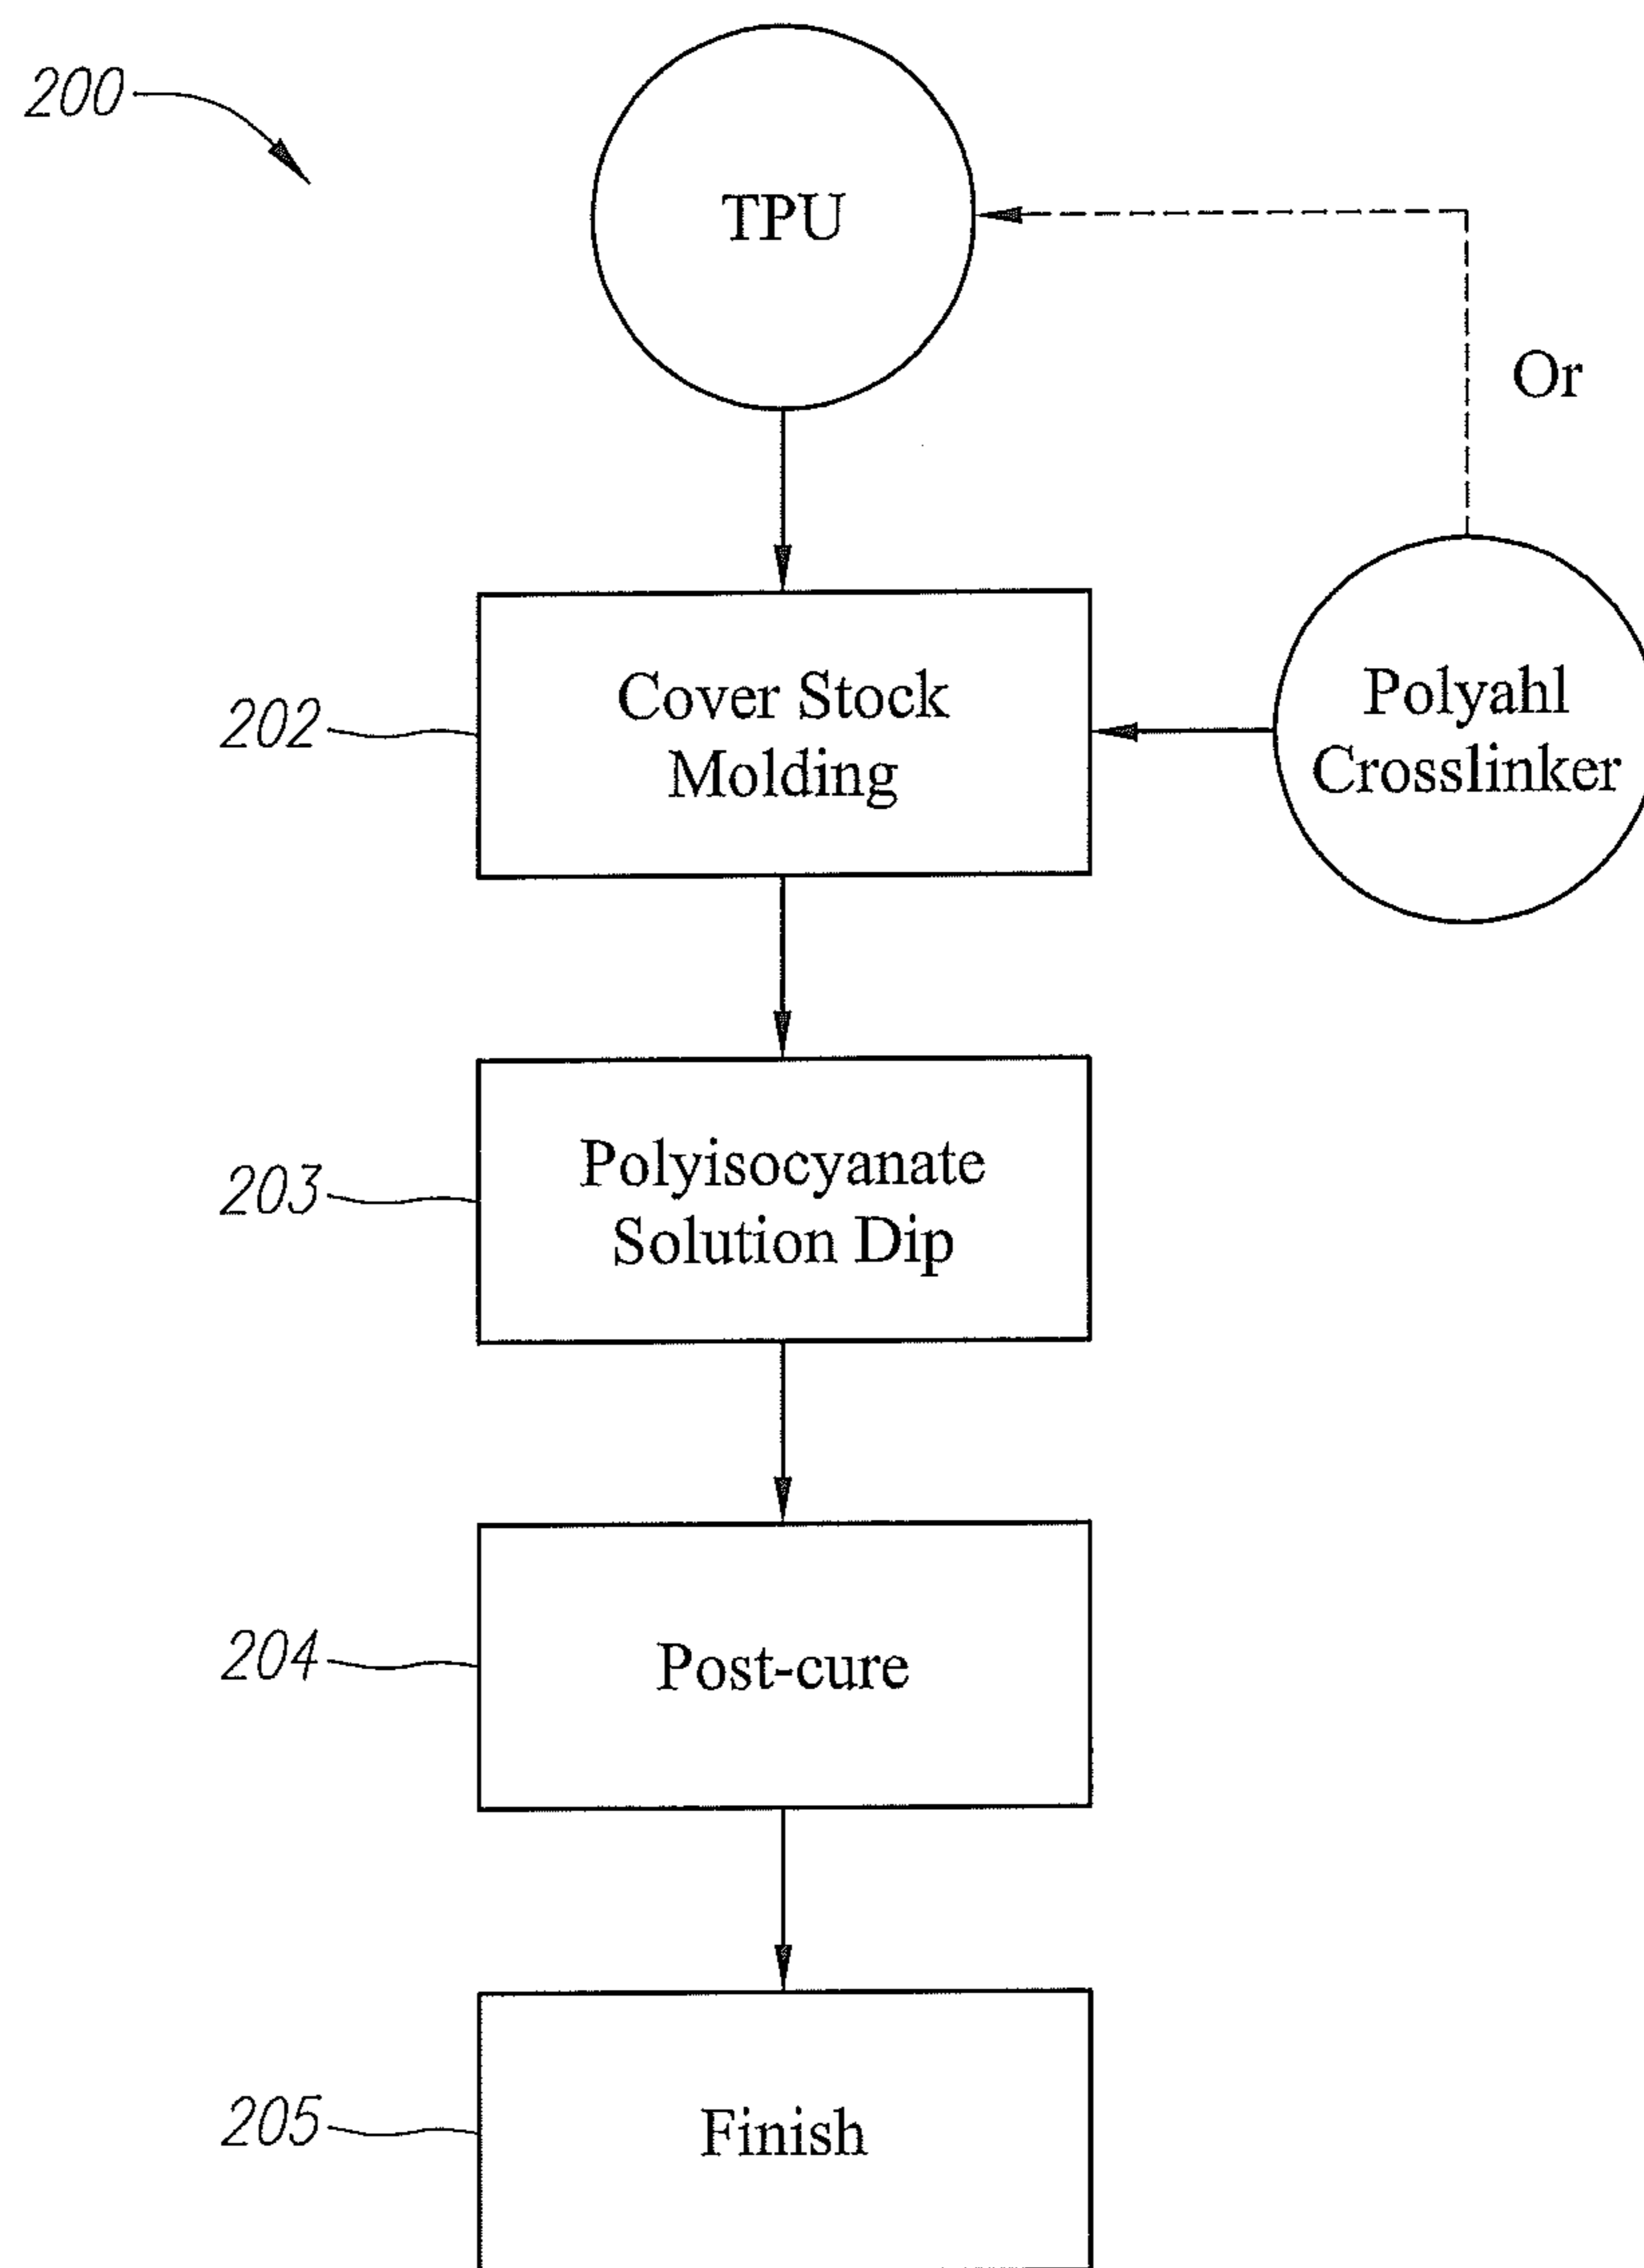 200
TPU
Or
202
Cover Stock
Molding
Polyahl
Crosslinker
203
Polyisocyanate
Solution Dip
204
Post-cure
205
Finish